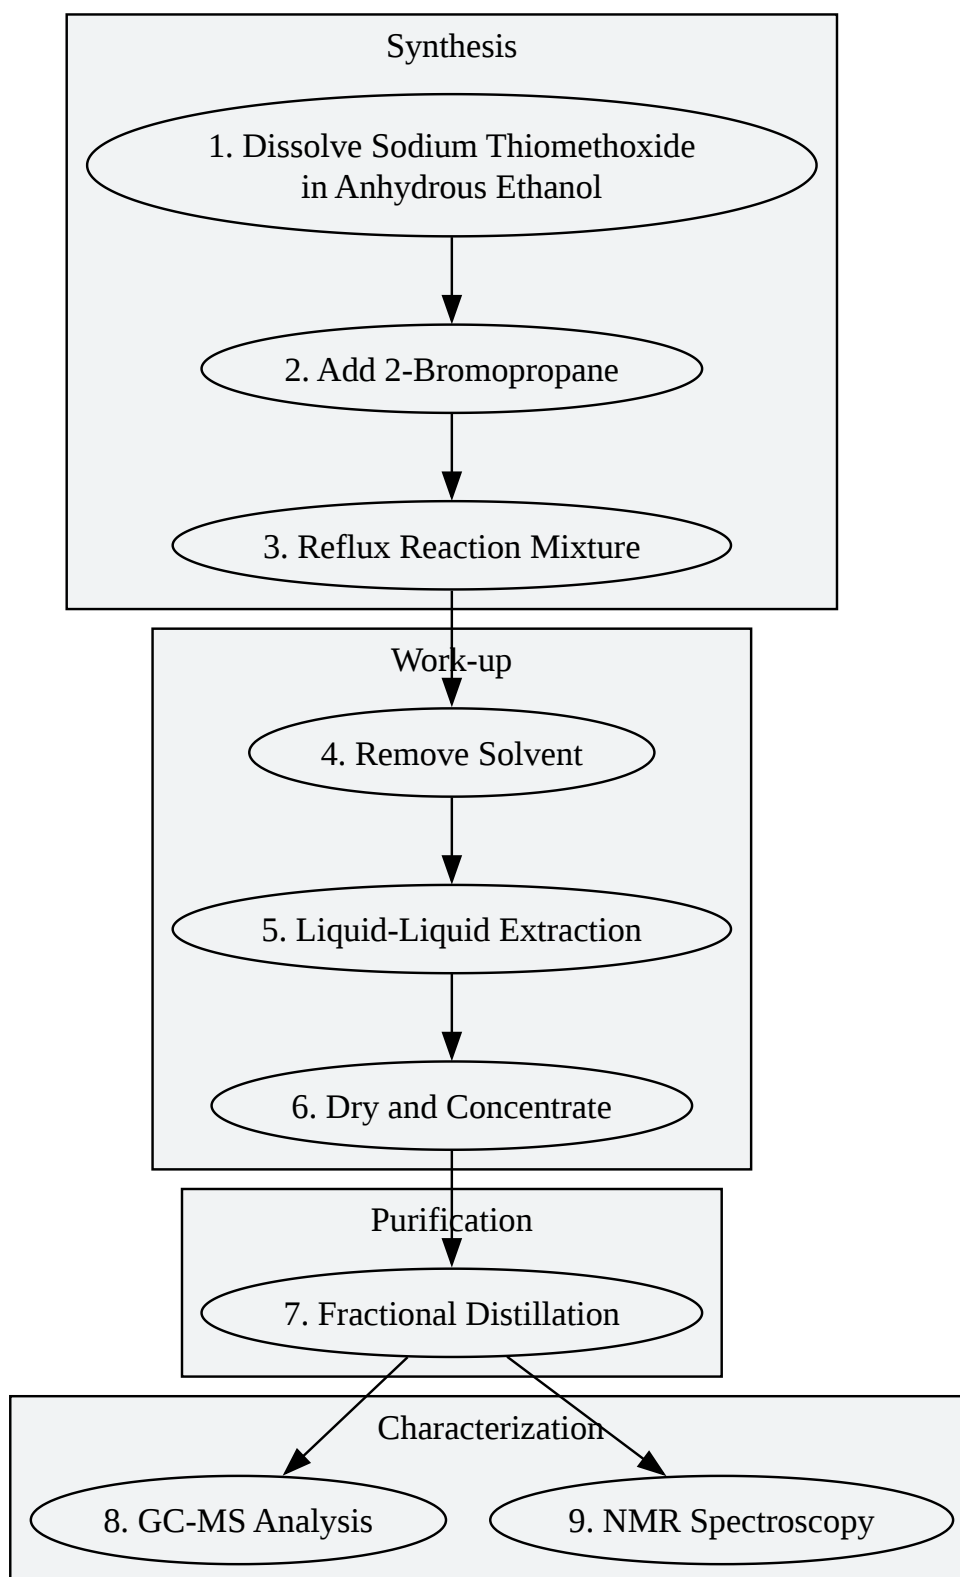 Synthesis
1. Dissolve Sodium Thiomethoxide
in Anhydrous Ethanol
2. Add 2-Bromopropane
3. Reflux Reaction Mixture
Work-up
4. Remove Solvent
5. Liquid-Liquid Extraction
6. Dry and Concentrate
Purification
7. Fractional Distillation
Characterization
8. GC-MS Analysis
9. NMR Spectroscopy